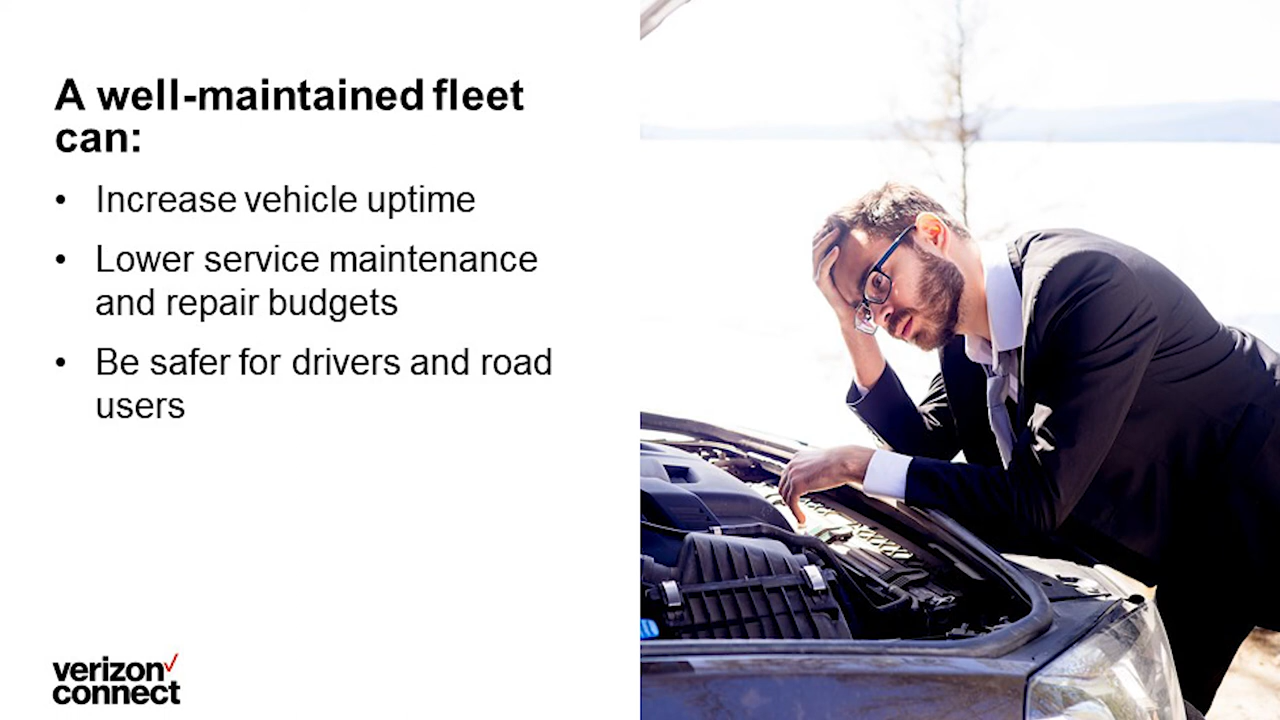 A well-maintained fleet
can:
• Increase vehicle uptime
• Lower service maintenance
and repair budgets
• Be safer for drivers and road
users
verizon✓
connect